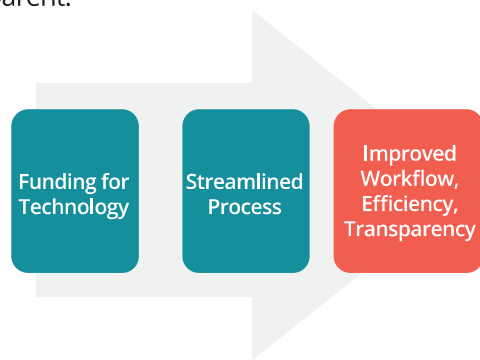 Funding for
Technology
Streamlined
Process
Improved
Workflow,
Efficiency,
Transparency